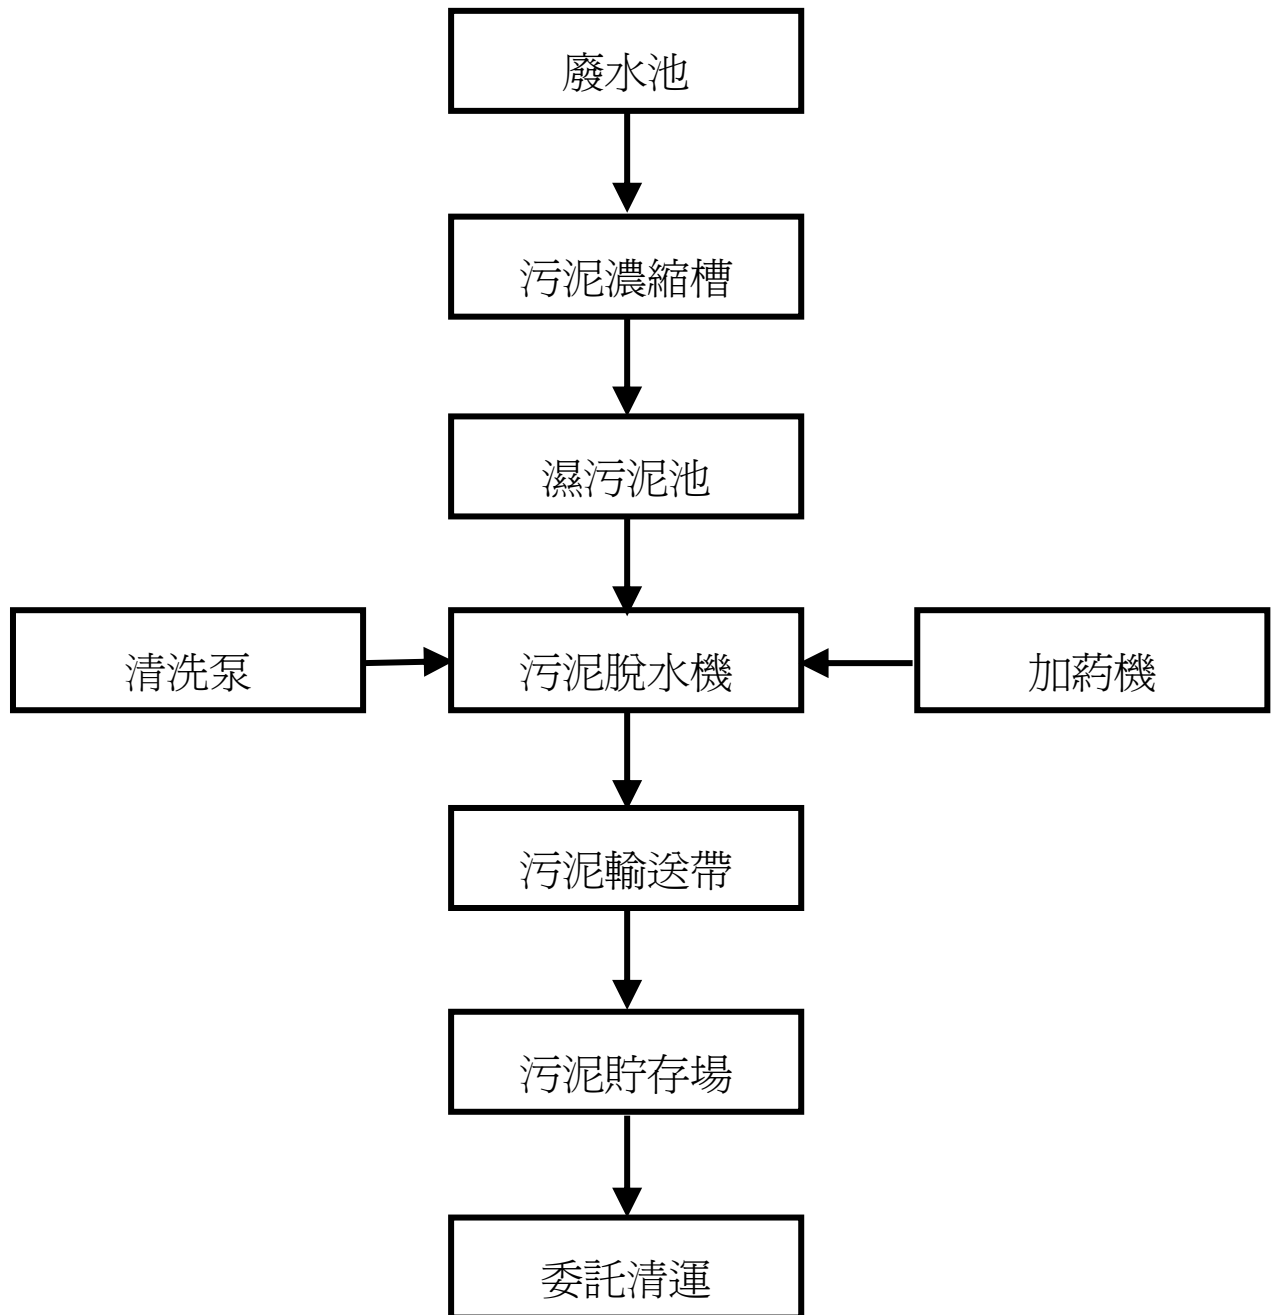 廢水池
污泥濃縮槽
濕污泥池
清洗泵
污泥脫水機
加葯機
污泥輸送帶
污泥貯存場
委託清運